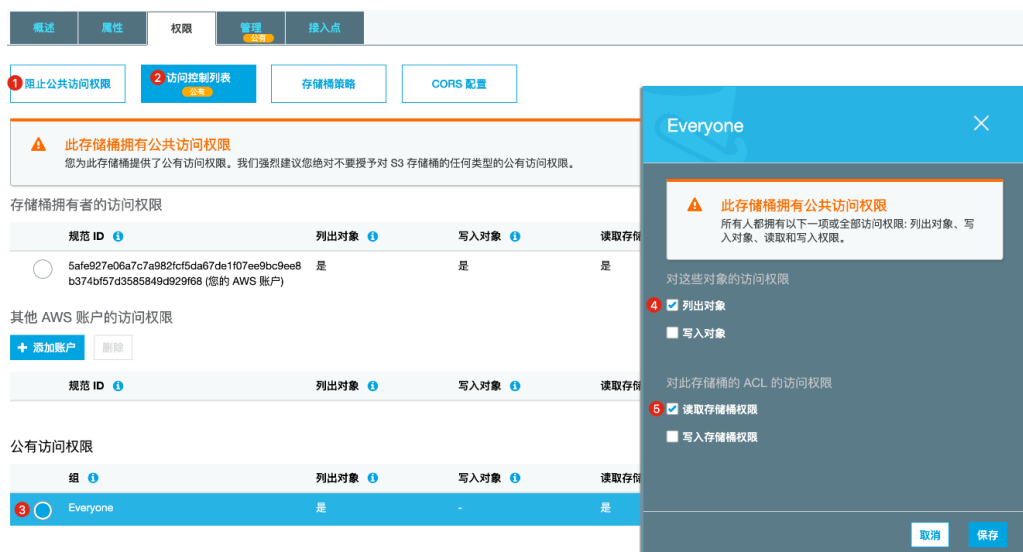 概述 属性 权限 管理 接入点
公有
1 阻止公共访问权限 2 访问控制列表 存储桶策略 CORS 配置
公有
此存储桶拥有公共访问权限
您为此存储桶提供了公有访问权限。我们强烈建议您绝对不要授予对 S3 存储桶的任何类型的公有访问权限。
存储桶拥有者的访问权限
规范 ID 列出对象 写入对象 读取存储
5afe927e06a7c7a982fcf5da67de1f07ee9bc9ee8 是 是 是
b374bf57d3585849d929f68 (您的 AWS 账户)
其他 AWS 账户的访问权限
添加账户 删除
规范 ID 列出对象 写入对象 读取存储
公有访问权限
组 列出对象 写入对象 读取存储
3 Everyone 是 - 是
Everyone
此存储桶拥有公共访问权限
所有人都拥有以下一项或全部访问权限: 列出对象、写
入对象、读取和写入权限。
对这些对象的访问权限
4 列出对象
写入对象
对此存储桶的 ACL 的访问权限
5 读取存储桶权限
写入存储桶权限
取消 保存